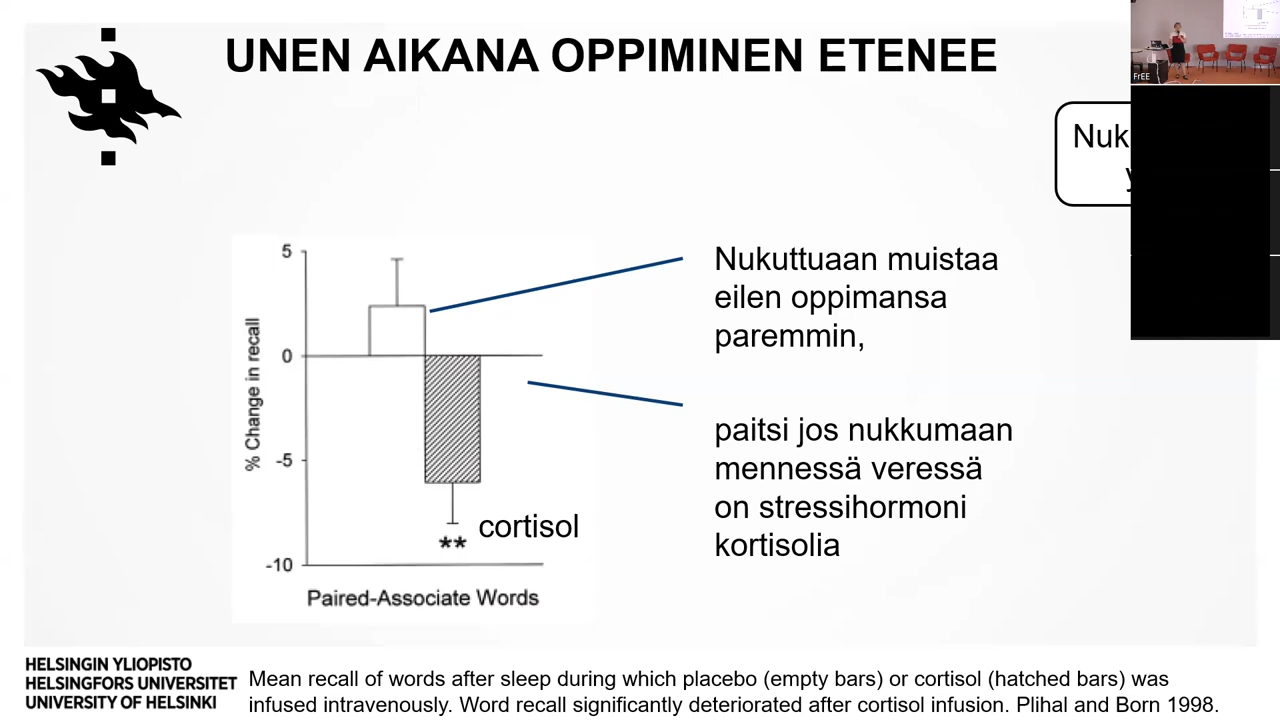 UNEN AIKANA OPPIMINEN ETENEE
FrEE
5
0
-5
-10
% Change in recall
**
cortisol
Paired-Associate Words
Nukuttuaan muistaa
eilen oppimansa
paremmin,
paitsi jos nukkumaan
mennessä veressä
on stressihormoni
kortisolia
HELSINGIN YLIOPISTO
HELSINGFORS UNIVERSITET
UNIVERSITY OF HELSINKI
Mean recall of words after sleep during which placebo (empty bars) or cortisol (hatched bars) was
infused intravenously. Word recall significantly deteriorated after cortisol infusion. Plihal and Born 1998.